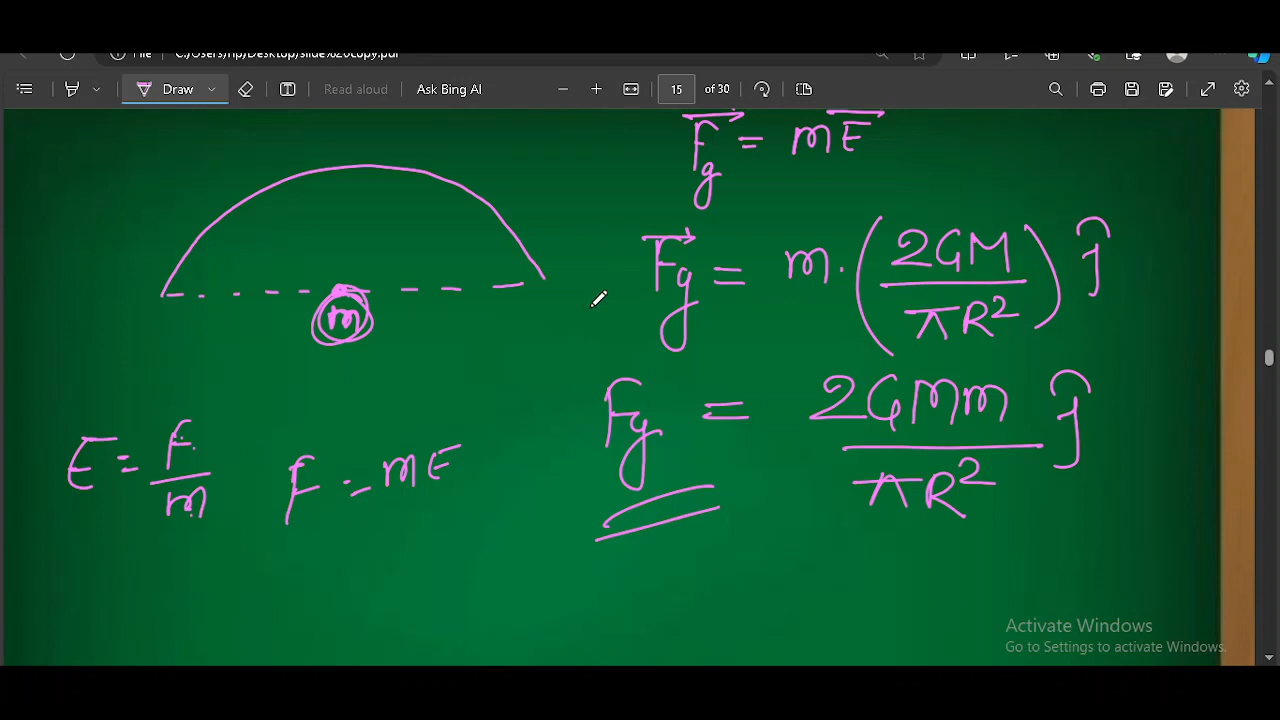 File C:/Users/hp/Desktop/slide%20copy.pdf
Draw Read aloud Ask Bing AI 15 of 30
F⃗g = mE⃗
F⃗g = m·(2GM/πR²) ĵ
m
Fg = 2GMm/πR² ĵ
E = F/m F = mE
Activate Windows
Go to Settings to activate Windows.